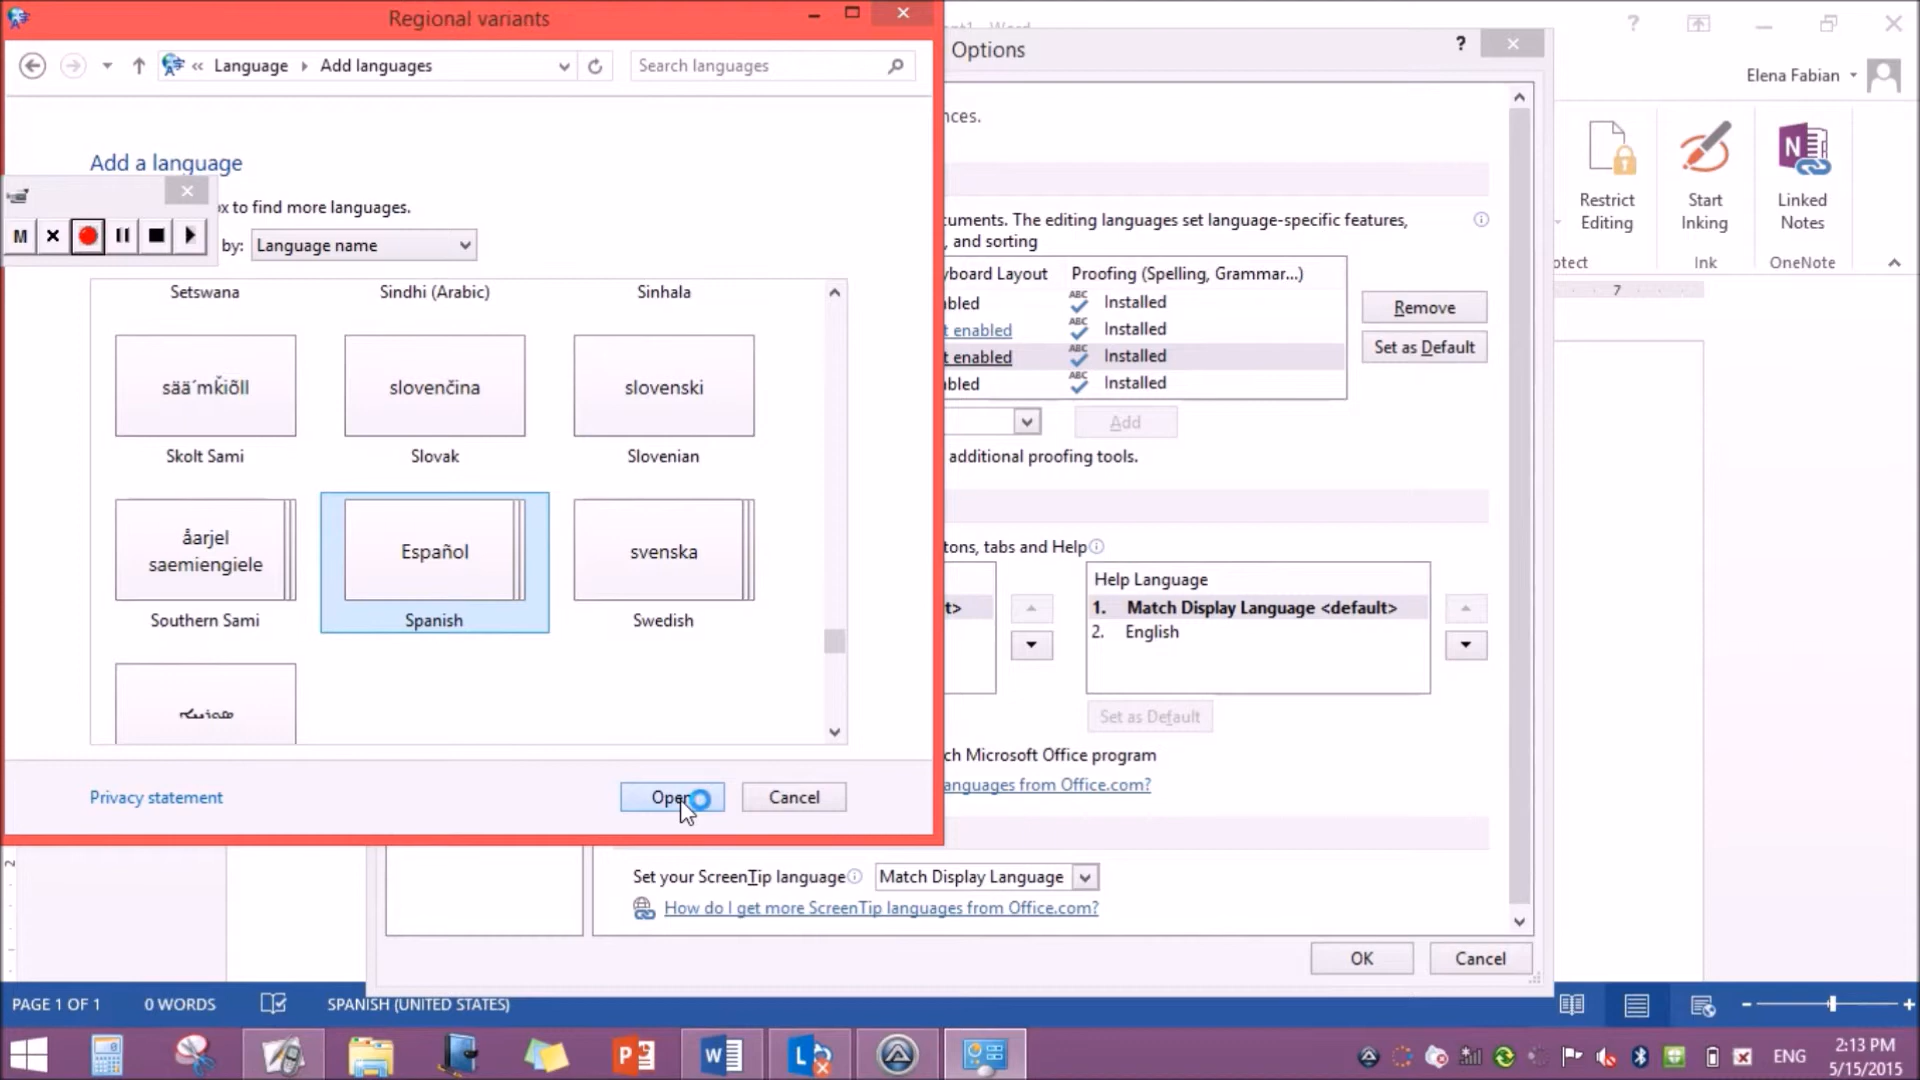 Regional variants
« Language ▸ Add languages
Search languages
Add a language
x to find more languages.
M
by: Language name
Setswana
Sindhi (Arabic)
Sinhala
sää´mǩiõll
slovenčina
slovenski
Skolt Sami
Slovak
Slovenian
åarjel
saemiengiele
Español
svenska
Southern Sami
Spanish
Swedish
Privacy statement
Open
Cancel
Word
Options
?
Elena Fabian
nces.
Restrict
Editing
Start
Inking
Linked
Notes
otect
Ink
OneNote
7
cuments. The editing languages set language-specific features,
, and sorting
yboard Layout
Proofing (Spelling, Grammar...)
bled
Installed
t enabled
Installed
t enabled
Installed
bled
Installed
Remove
Set as Default
Add
additional proofing tools.
tons, tabs and Help
t>
Help Language
1. Match Display Language <default>
2. English
Set as Default
ch Microsoft Office program
anguages from Office.com?
Set your ScreenTip language
Match Display Language
How do I get more ScreenTip languages from Office.com?
OK
Cancel
2
PAGE 1 OF 1
0 WORDS
SPANISH (UNITED STATES)
ENG
2:13 PM
5/15/2015